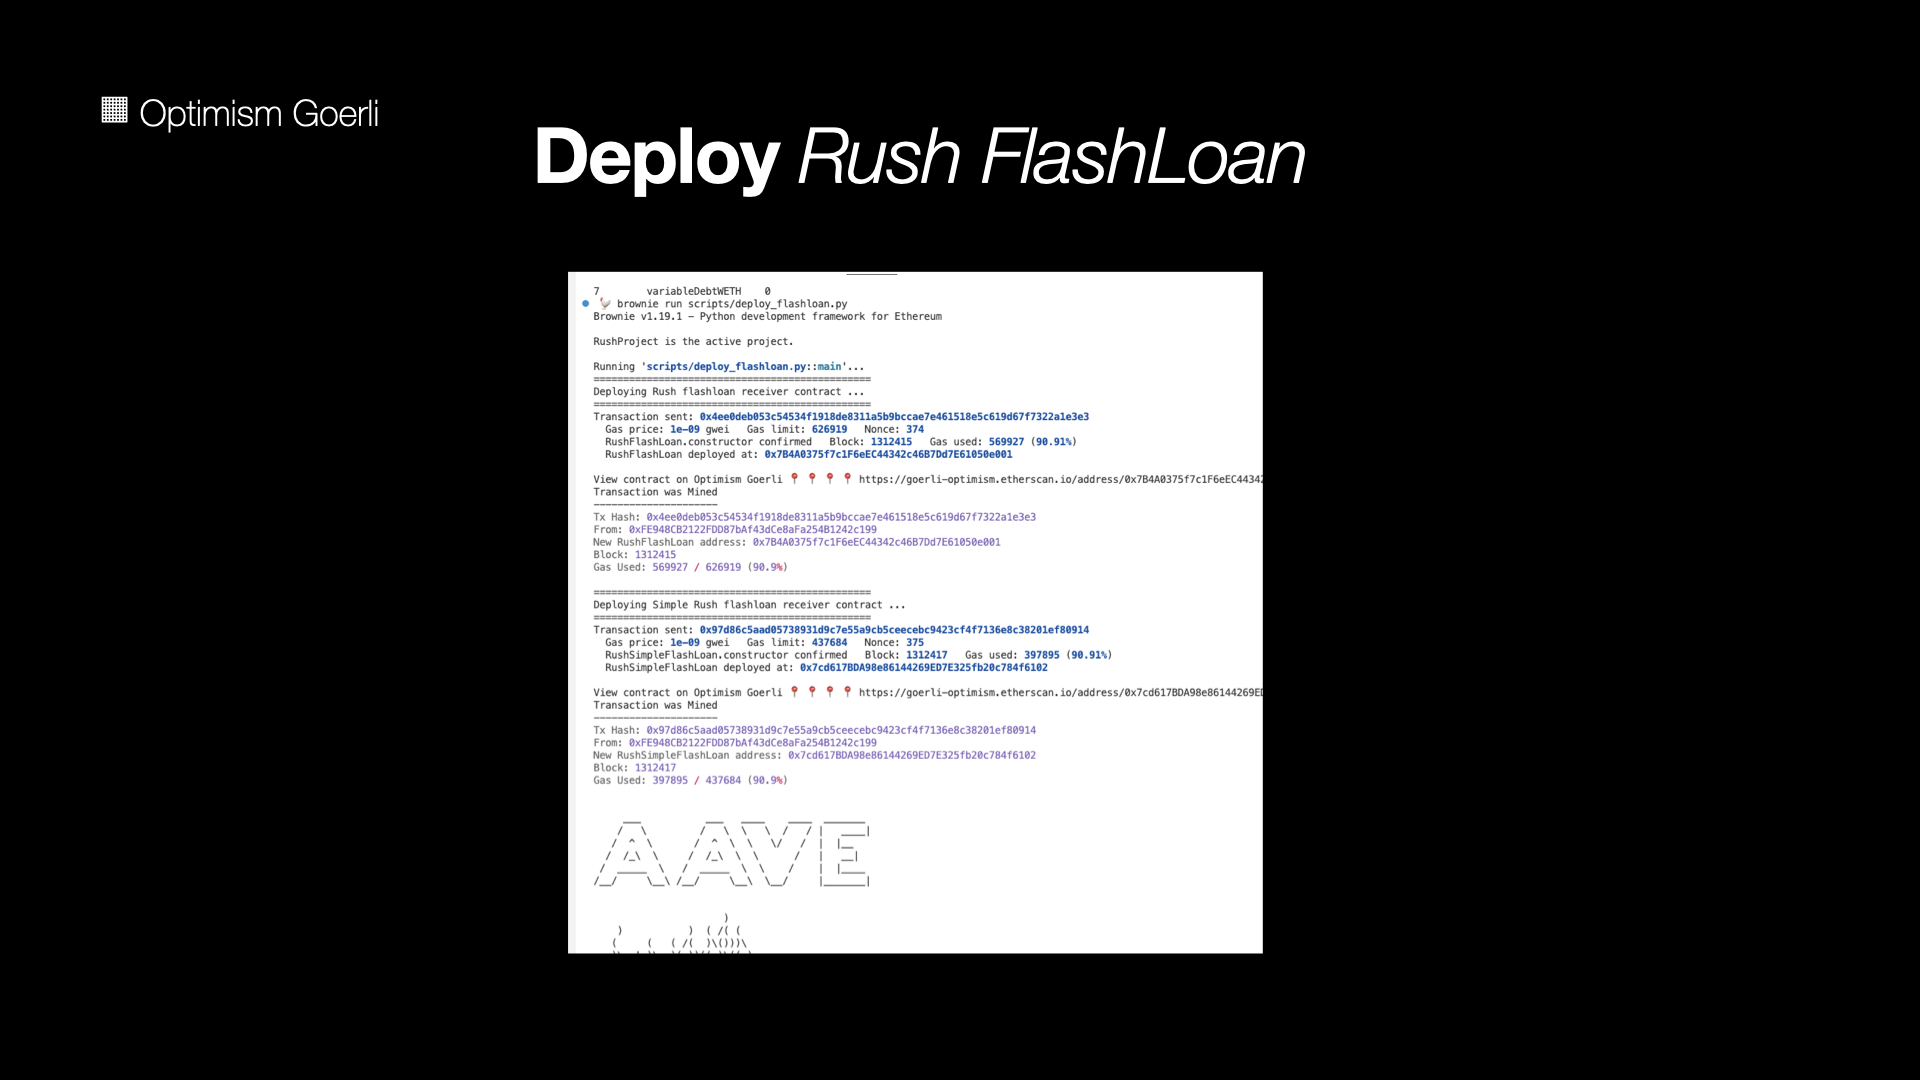 Optimism Goerli
Deploy Rush FlashLoan
7 variableDebtWETH 0
brownie run scripts/deploy_flashloan.py
Brownie v1.19.1 - Python development framework for Ethereum
RushProject is the active project.
Running 'scripts/deploy_flashloan.py::main'...
===============================================
Deploying Rush flashloan receiver contract ...
===============================================
Transaction sent: 0x4ee0deb053c54534f1918de8311a5b9bccae7e461518e5c619d67f7322a1e3e3
Gas price: 1e-09 gwei Gas limit: 626919 Nonce: 374
RushFlashLoan.constructor confirmed Block: 1312415 Gas used: 569927 (90.91%)
RushFlashLoan deployed at: 0x7B4A0375f7c1F6eEC44342c46B7Dd7E61050e001
View contract on Optimism Goerli 📍 📍 📍 📍 https://goerli-optimism.etherscan.io/address/0x7B4A0375f7c1F6eEC44342
Transaction was Mined
---------------------
Tx Hash: 0x4ee0deb053c54534f1918de8311a5b9bccae7e461518e5c619d67f7322a1e3e3
From: 0xFE948CB2122FDD87bAf43dCe8aFa254B1242c199
New RushFlashLoan address: 0x7B4A0375f7c1F6eEC44342c46B7Dd7E61050e001
Block: 1312415
Gas Used: 569927 / 626919 (90.9%)
===============================================
Deploying Simple Rush flashloan receiver contract ...
===============================================
Transaction sent: 0x97d86c5aad05738931d9c7e55a9cb5ceecebc9423cf4f7136e8c38201ef80914
Gas price: 1e-09 gwei Gas limit: 437684 Nonce: 375
RushSimpleFlashLoan.constructor confirmed Block: 1312417 Gas used: 397895 (90.91%)
RushSimpleFlashLoan deployed at: 0x7cd617BDA98e86144269ED7E325fb20c784f6102
View contract on Optimism Goerli 📍 📍 📍 📍 https://goerli-optimism.etherscan.io/address/0x7cd617BDA98e86144269ED
Transaction was Mined
---------------------
Tx Hash: 0x97d86c5aad05738931d9c7e55a9cb5ceecebc9423cf4f7136e8c38201ef80914
From: 0xFE948CB2122FDD87bAf43dCe8aFa254B1242c199
New RushSimpleFlashLoan address: 0x7cd617BDA98e86144269ED7E325fb20c784f6102
Block: 1312417
Gas Used: 397895 / 437684 (90.9%)
AAVE